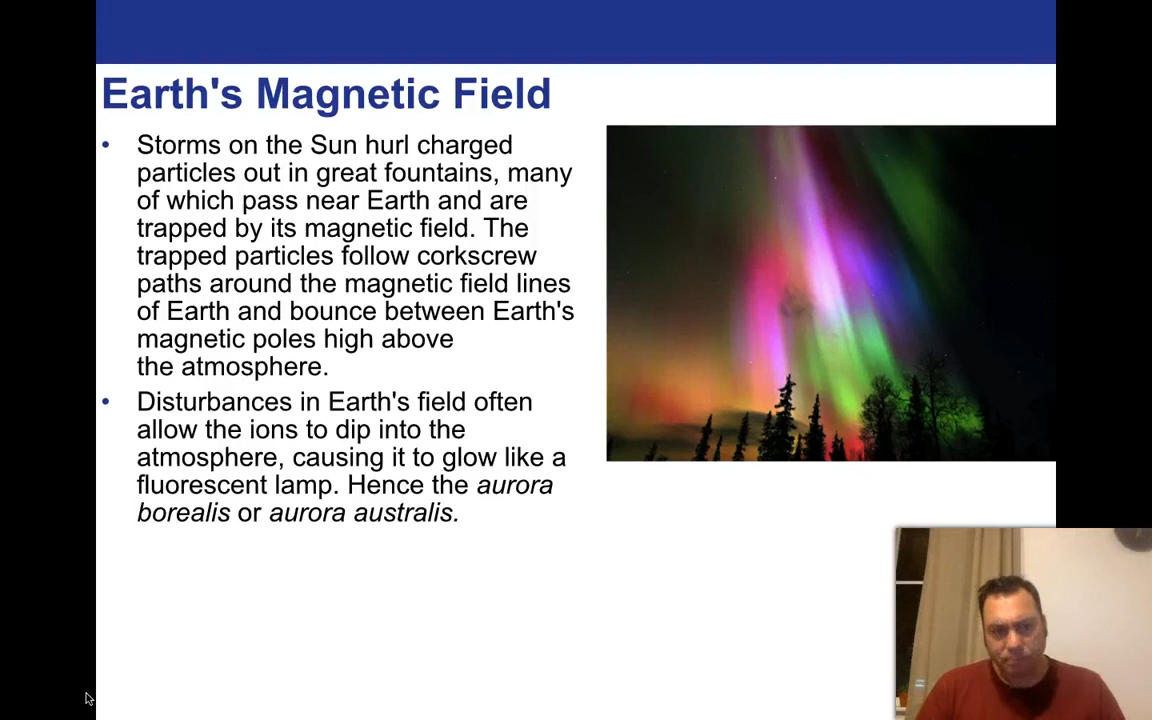 Earth's Magnetic Field
• Storms on the Sun hurl charged
particles out in great fountains, many
of which pass near Earth and are
trapped by its magnetic field. The
trapped particles follow corkscrew
paths around the magnetic field lines
of Earth and bounce between Earth's
magnetic poles high above
the atmosphere.
• Disturbances in Earth's field often
allow the ions to dip into the
atmosphere, causing it to glow like a
fluorescent lamp. Hence the aurora
borealis or aurora australis.